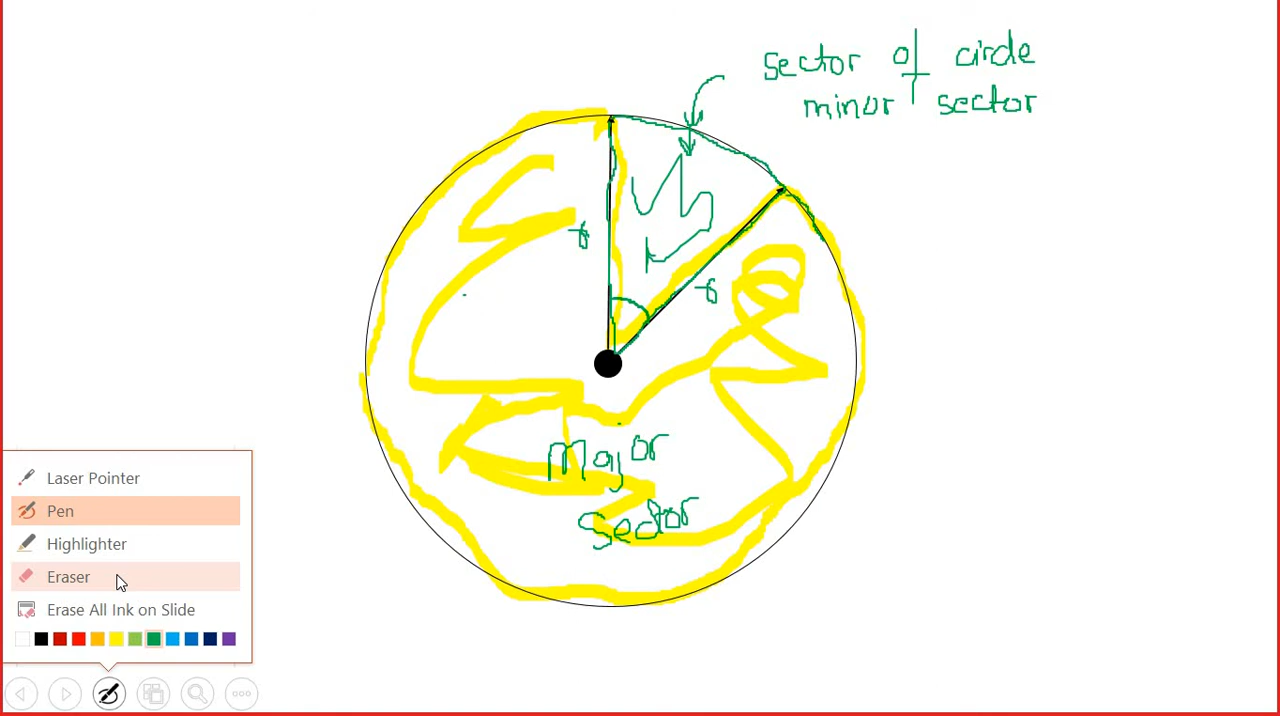 sector of circle
minor sector
r
r
Major
Sector
Laser Pointer
Pen
Highlighter
Eraser
Erase All Ink on Slide